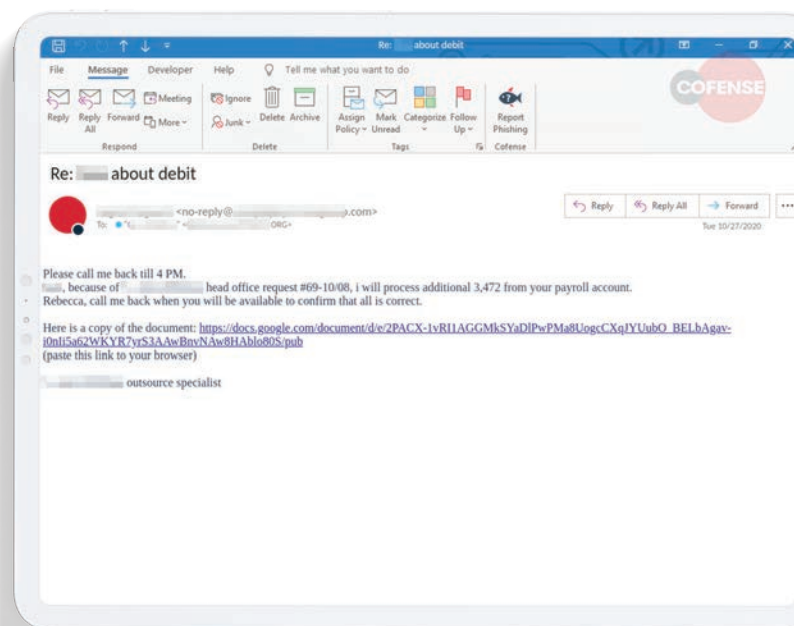 Re: about debit
COFENSE
File Message Developer Help Tell me what you want to do
Reply Reply All Forward Meeting More Ignore Junk Delete Archive Assign Policy Mark Unread Categorize Follow Up Report Phishing
Respond Delete Tags Cofense
Re: about debit
<no-reply@ .com>
Reply Reply All Forward
To: ORG>
Tue 10/27/2020
Please call me back till 4 PM.
, because of head office request #69-10/08, i will process additional 3,472 from your payroll account.
Rebecca, call me back when you will be available to confirm that all is correct.
Here is a copy of the document: https://docs.google.com/document/d/e/2PACX-1vRI1AGGMkSYaDlPwPMa8UogcCXqJYUubO_BELbAgav-
i0nIi5a62WKYR7yrS3AAwBnvNAw8HAblo80S/pub
(paste this link to your browser)
outsource specialist